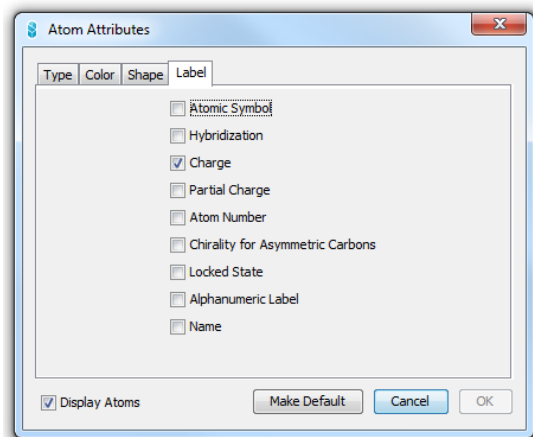 Atom Attributes
Type Color Shape Label
Atomic Symbol
Hybridization
Charge
Partial Charge
Atom Number
Chirality for Asymmetric Carbons
Locked State
Alphanumeric Label
Name
Display Atoms Make Default Cancel OK